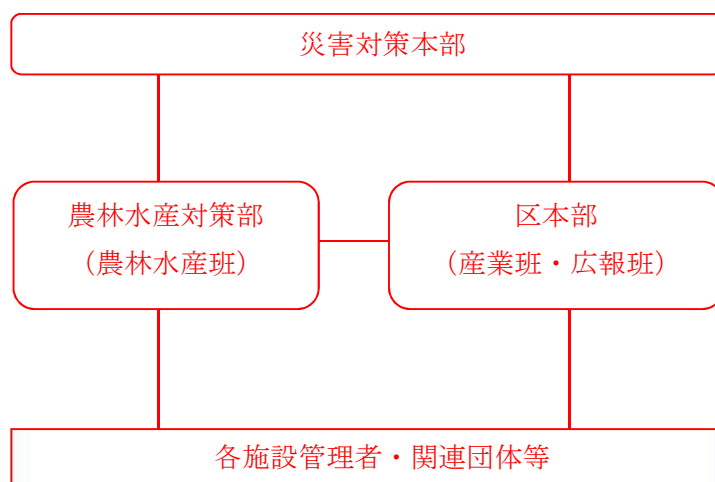 災害対策本部
農林水産対策部
（農林水産班）
区本部
（産業班・広報班）
各施設管理者・関連団体等